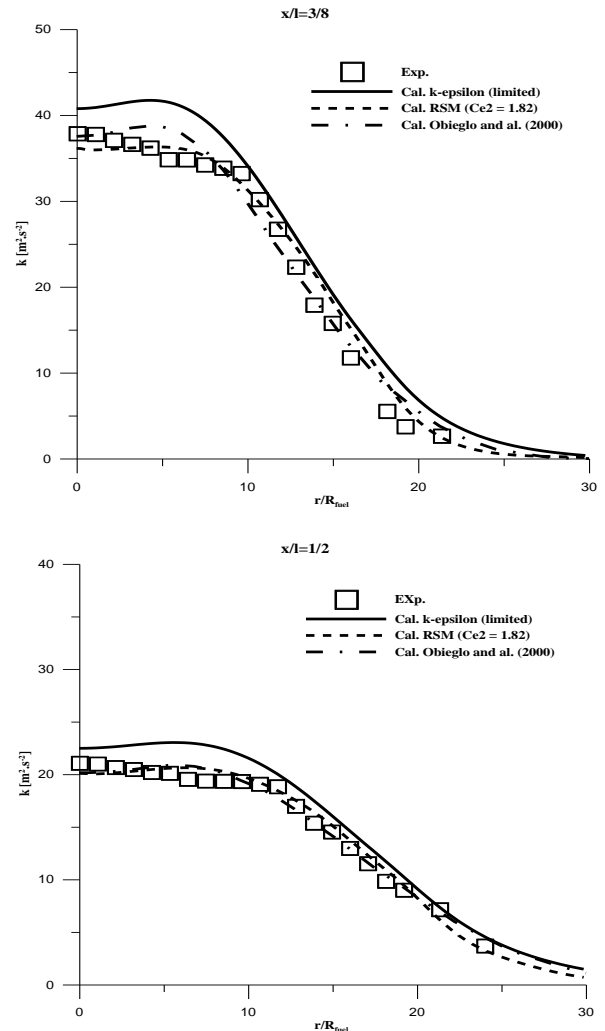 x/l=3/8
50
Exp.
Cal. k-epsilon (limited)
Cal. RSM (Ce2 = 1.82)
Cal. Obieglo and al. (2000)
40
30
k [m².s⁻²]
20
10
0
0
10
20
30
r/R_fuel
x/l=1/2
40
EXp.
Cal. k-epsilon (limited)
Cal. RSM (Ce2 = 1.82)
Cal. Obieglo and al. (2000)
30
k [m².s⁻²]
20
10
0
0
10
20
30
r/R_fuel